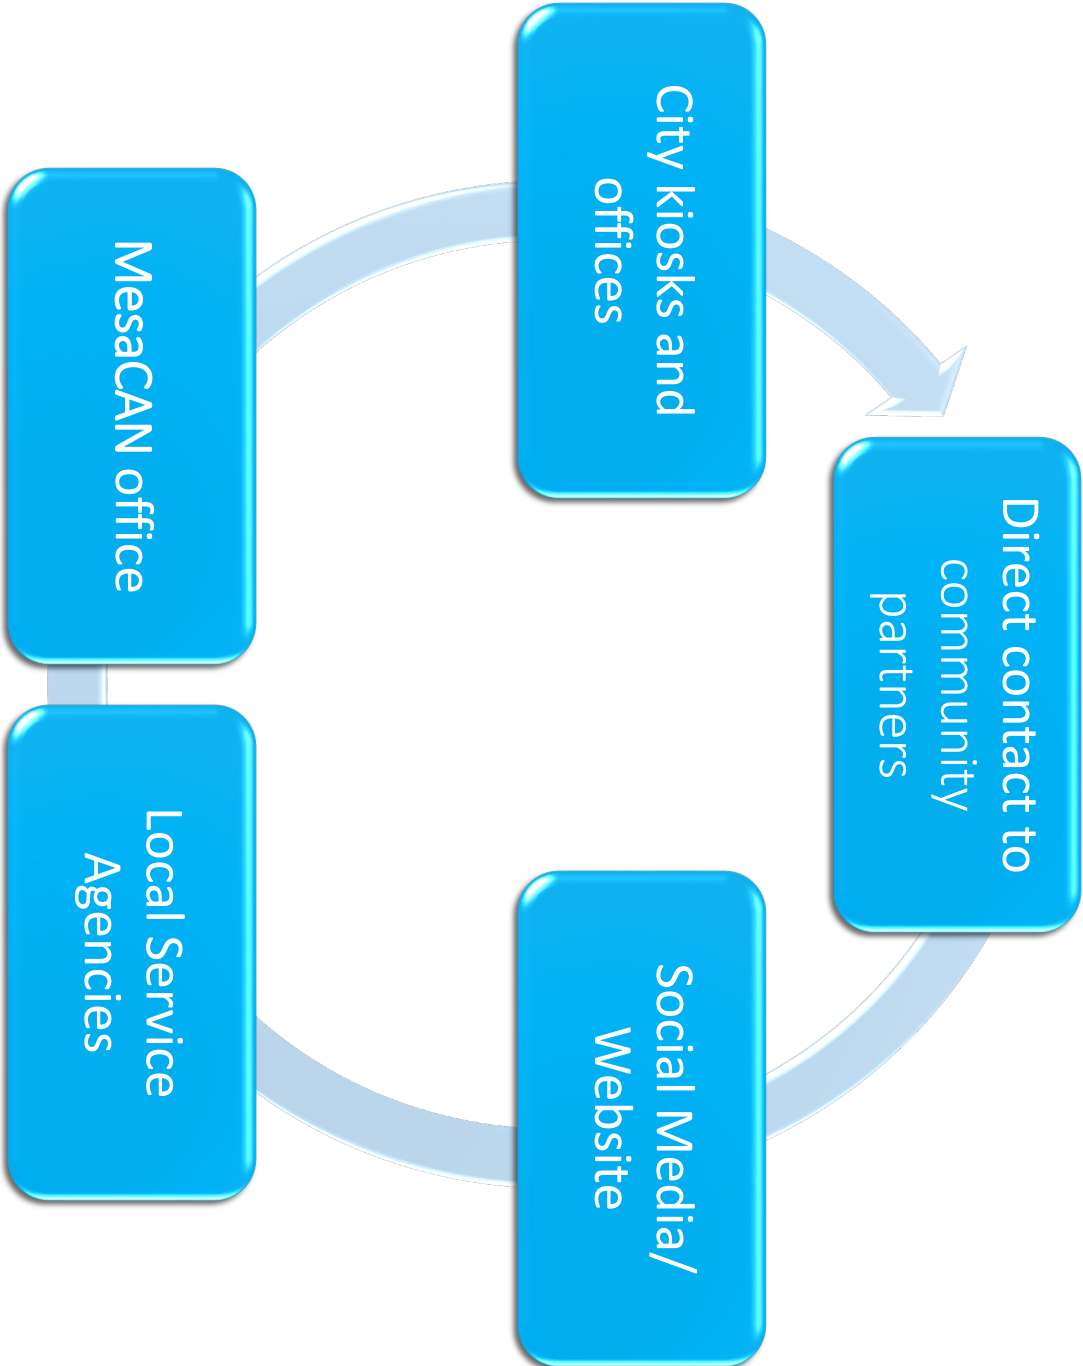 Direct contact to
community
partners
Social Media/
Website
Local Service
Agencies
MesaCAN office
City kiosks and
offices